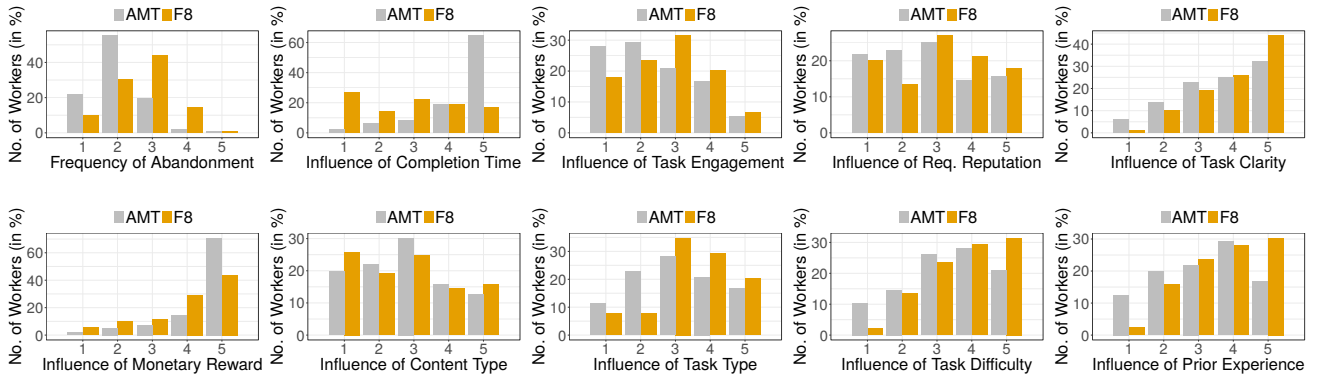 AMT F8
No. of Workers (in %)
0
20
40
1 2 3 4 5
Frequency of Abandonment
AMT F8
No. of Workers (in %)
0
20
40
60
1 2 3 4 5
Influence of Completion Time
AMT F8
No. of Workers (in %)
0
10
20
30
1 2 3 4 5
Influence of Task Engagement
AMT F8
No. of Workers (in %)
0
10
20
1 2 3 4 5
Influence of Req. Reputation
AMT F8
No. of Workers (in %)
0
10
20
30
40
1 2 3 4 5
Influence of Task Clarity
AMT F8
No. of Workers (in %)
0
20
40
60
1 2 3 4 5
Influence of Monetary Reward
AMT F8
No. of Workers (in %)
0
10
20
30
1 2 3 4 5
Influence of Content Type
AMT F8
No. of Workers (in %)
0
10
20
30
1 2 3 4 5
Influence of Task Type
AMT F8
No. of Workers (in %)
0
10
20
30
1 2 3 4 5
Influence of Task Difficulty
AMT F8
No. of Workers (in %)
0
10
20
30
1 2 3 4 5
Influence of Prior Experience